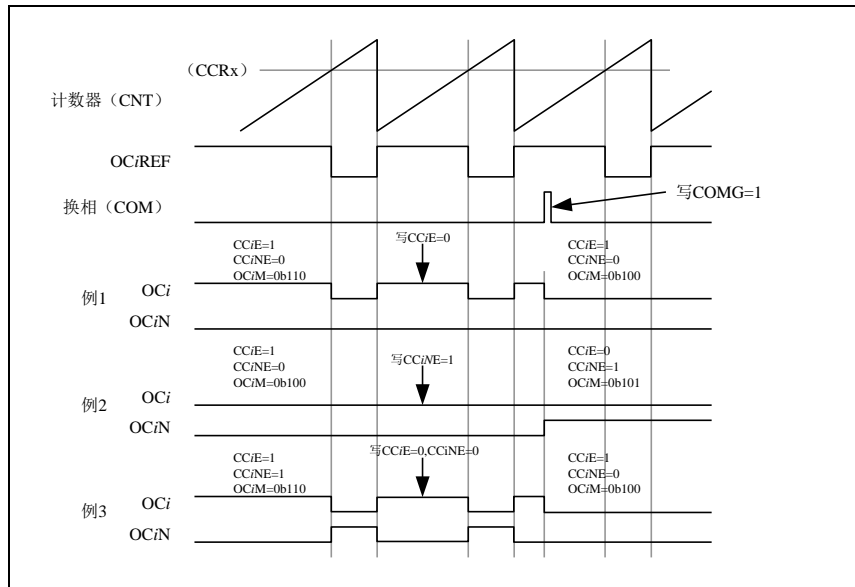 （CCRx）
计数器（CNT）
OCiREF
换相（COM）
写COMG=1
写CCiE=0
CCiE=1
CCiNE=0
OCiM=0b110
CCiE=1
CCiNE=0
OCiM=0b100
例1
OCi
OCiN
CCiE=1
CCiNE=0
OCiM=0b100
写CCiNE=1
CCiE=0
CCiNE=1
OCiM=0b101
例2
OCi
OCiN
写CCiE=0,CCiNE=0
CCiE=1
CCiNE=1
OCiM=0b110
CCiE=1
CCiNE=0
OCiM=0b100
例3
OCi
OCiN